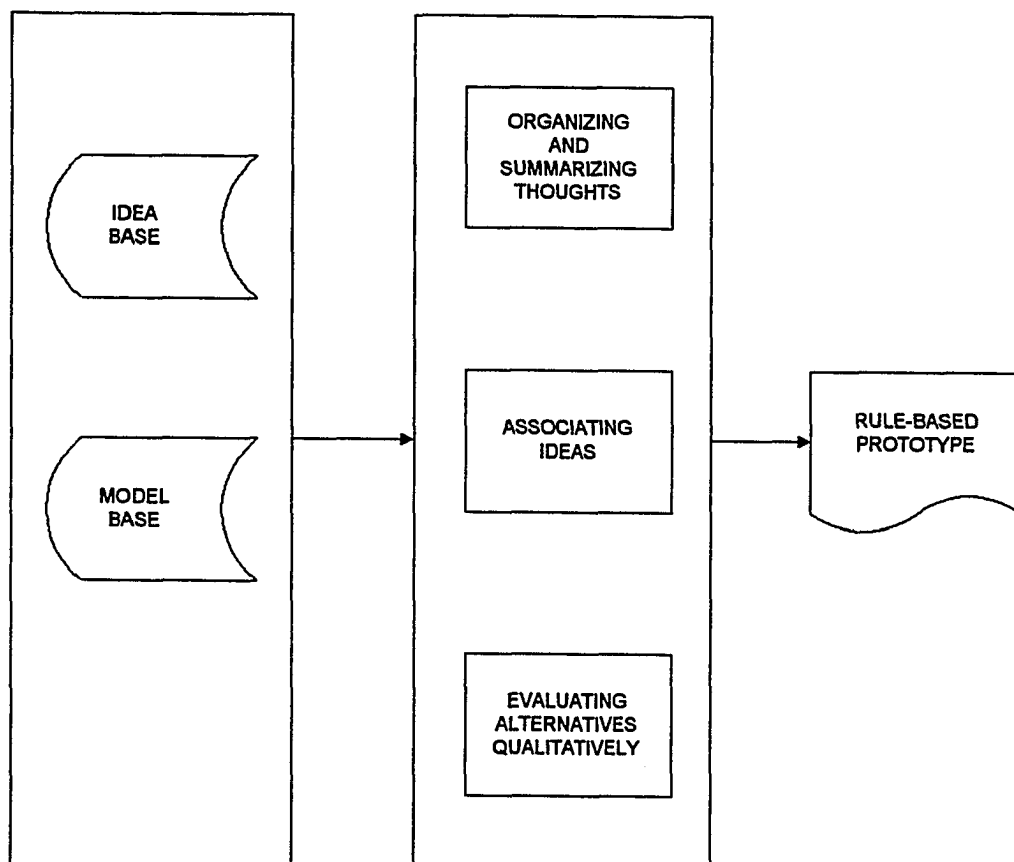 IDEA
BASE
MODEL
BASE
ORGANIZING
AND
SUMMARIZING
THOUGHTS
ASSOCIATING
IDEAS
EVALUATING
ALTERNATIVES
QUALITATIVELY
RULE-BASED
PROTOTYPE